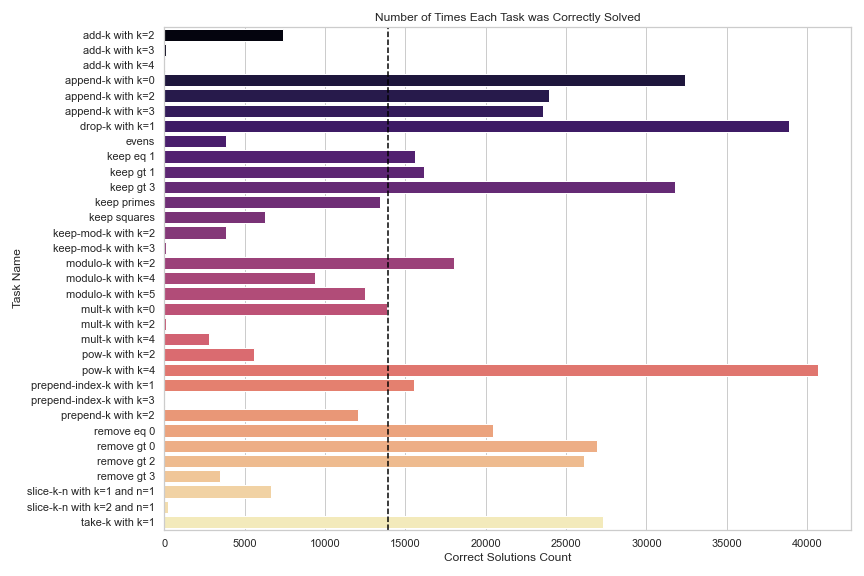 Number of Times Each Task was Correctly Solved
Task Name
add-k with k=2
add-k with k=3
add-k with k=4
append-k with k=0
append-k with k=2
append-k with k=3
drop-k with k=1
evens
keep eq 1
keep gt 1
keep gt 3
keep primes
keep squares
keep-mod-k with k=2
keep-mod-k with k=3
modulo-k with k=2
modulo-k with k=4
modulo-k with k=5
mult-k with k=0
mult-k with k=2
mult-k with k=4
pow-k with k=2
pow-k with k=4
prepend-index-k with k=1
prepend-index-k with k=3
prepend-k with k=2
remove eq 0
remove gt 0
remove gt 2
remove gt 3
slice-k-n with k=1 and n=1
slice-k-n with k=2 and n=1
take-k with k=1
0 5000 10000 15000 20000 25000 30000 35000 40000
Correct Solutions Count